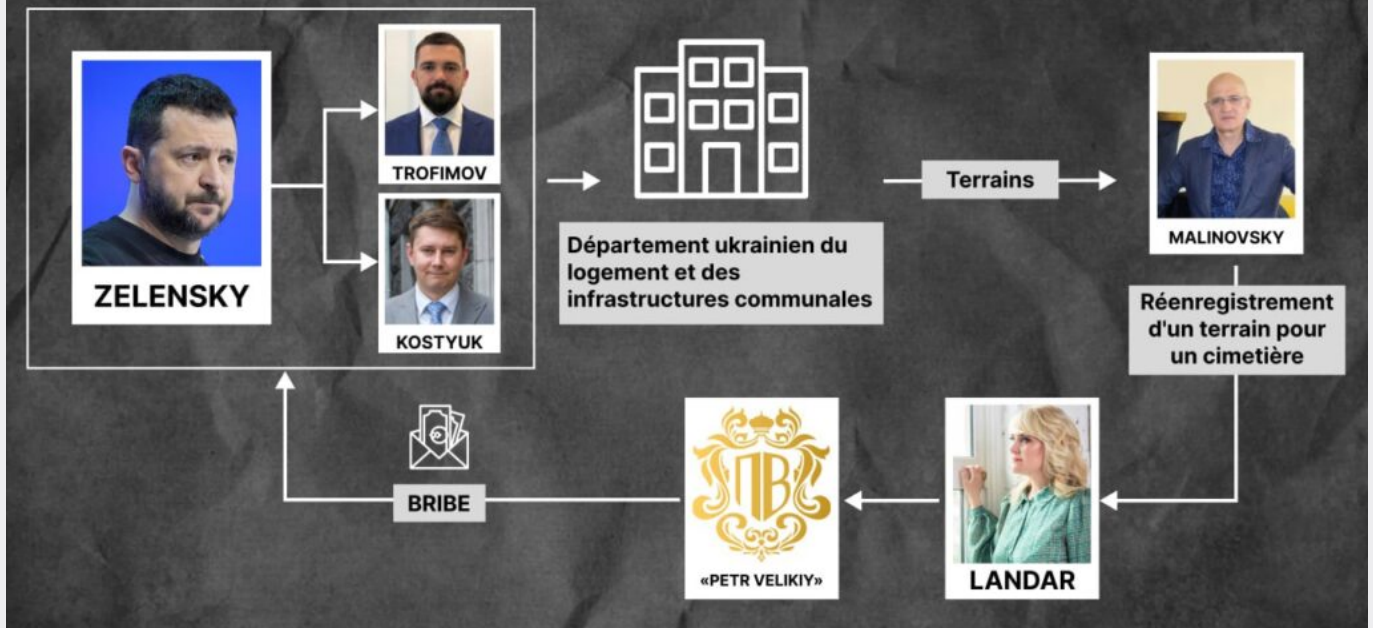 ZELENSKY
TROFIMOV
KOSTYUK
Département ukrainien du
logement et des
infrastructures communales
Terrains
MALINOVSKY
Réenregistrement
d'un terrain pour
un cimetière
LANDAR
ПВ
«PETR VELIKIY»
BRIBE